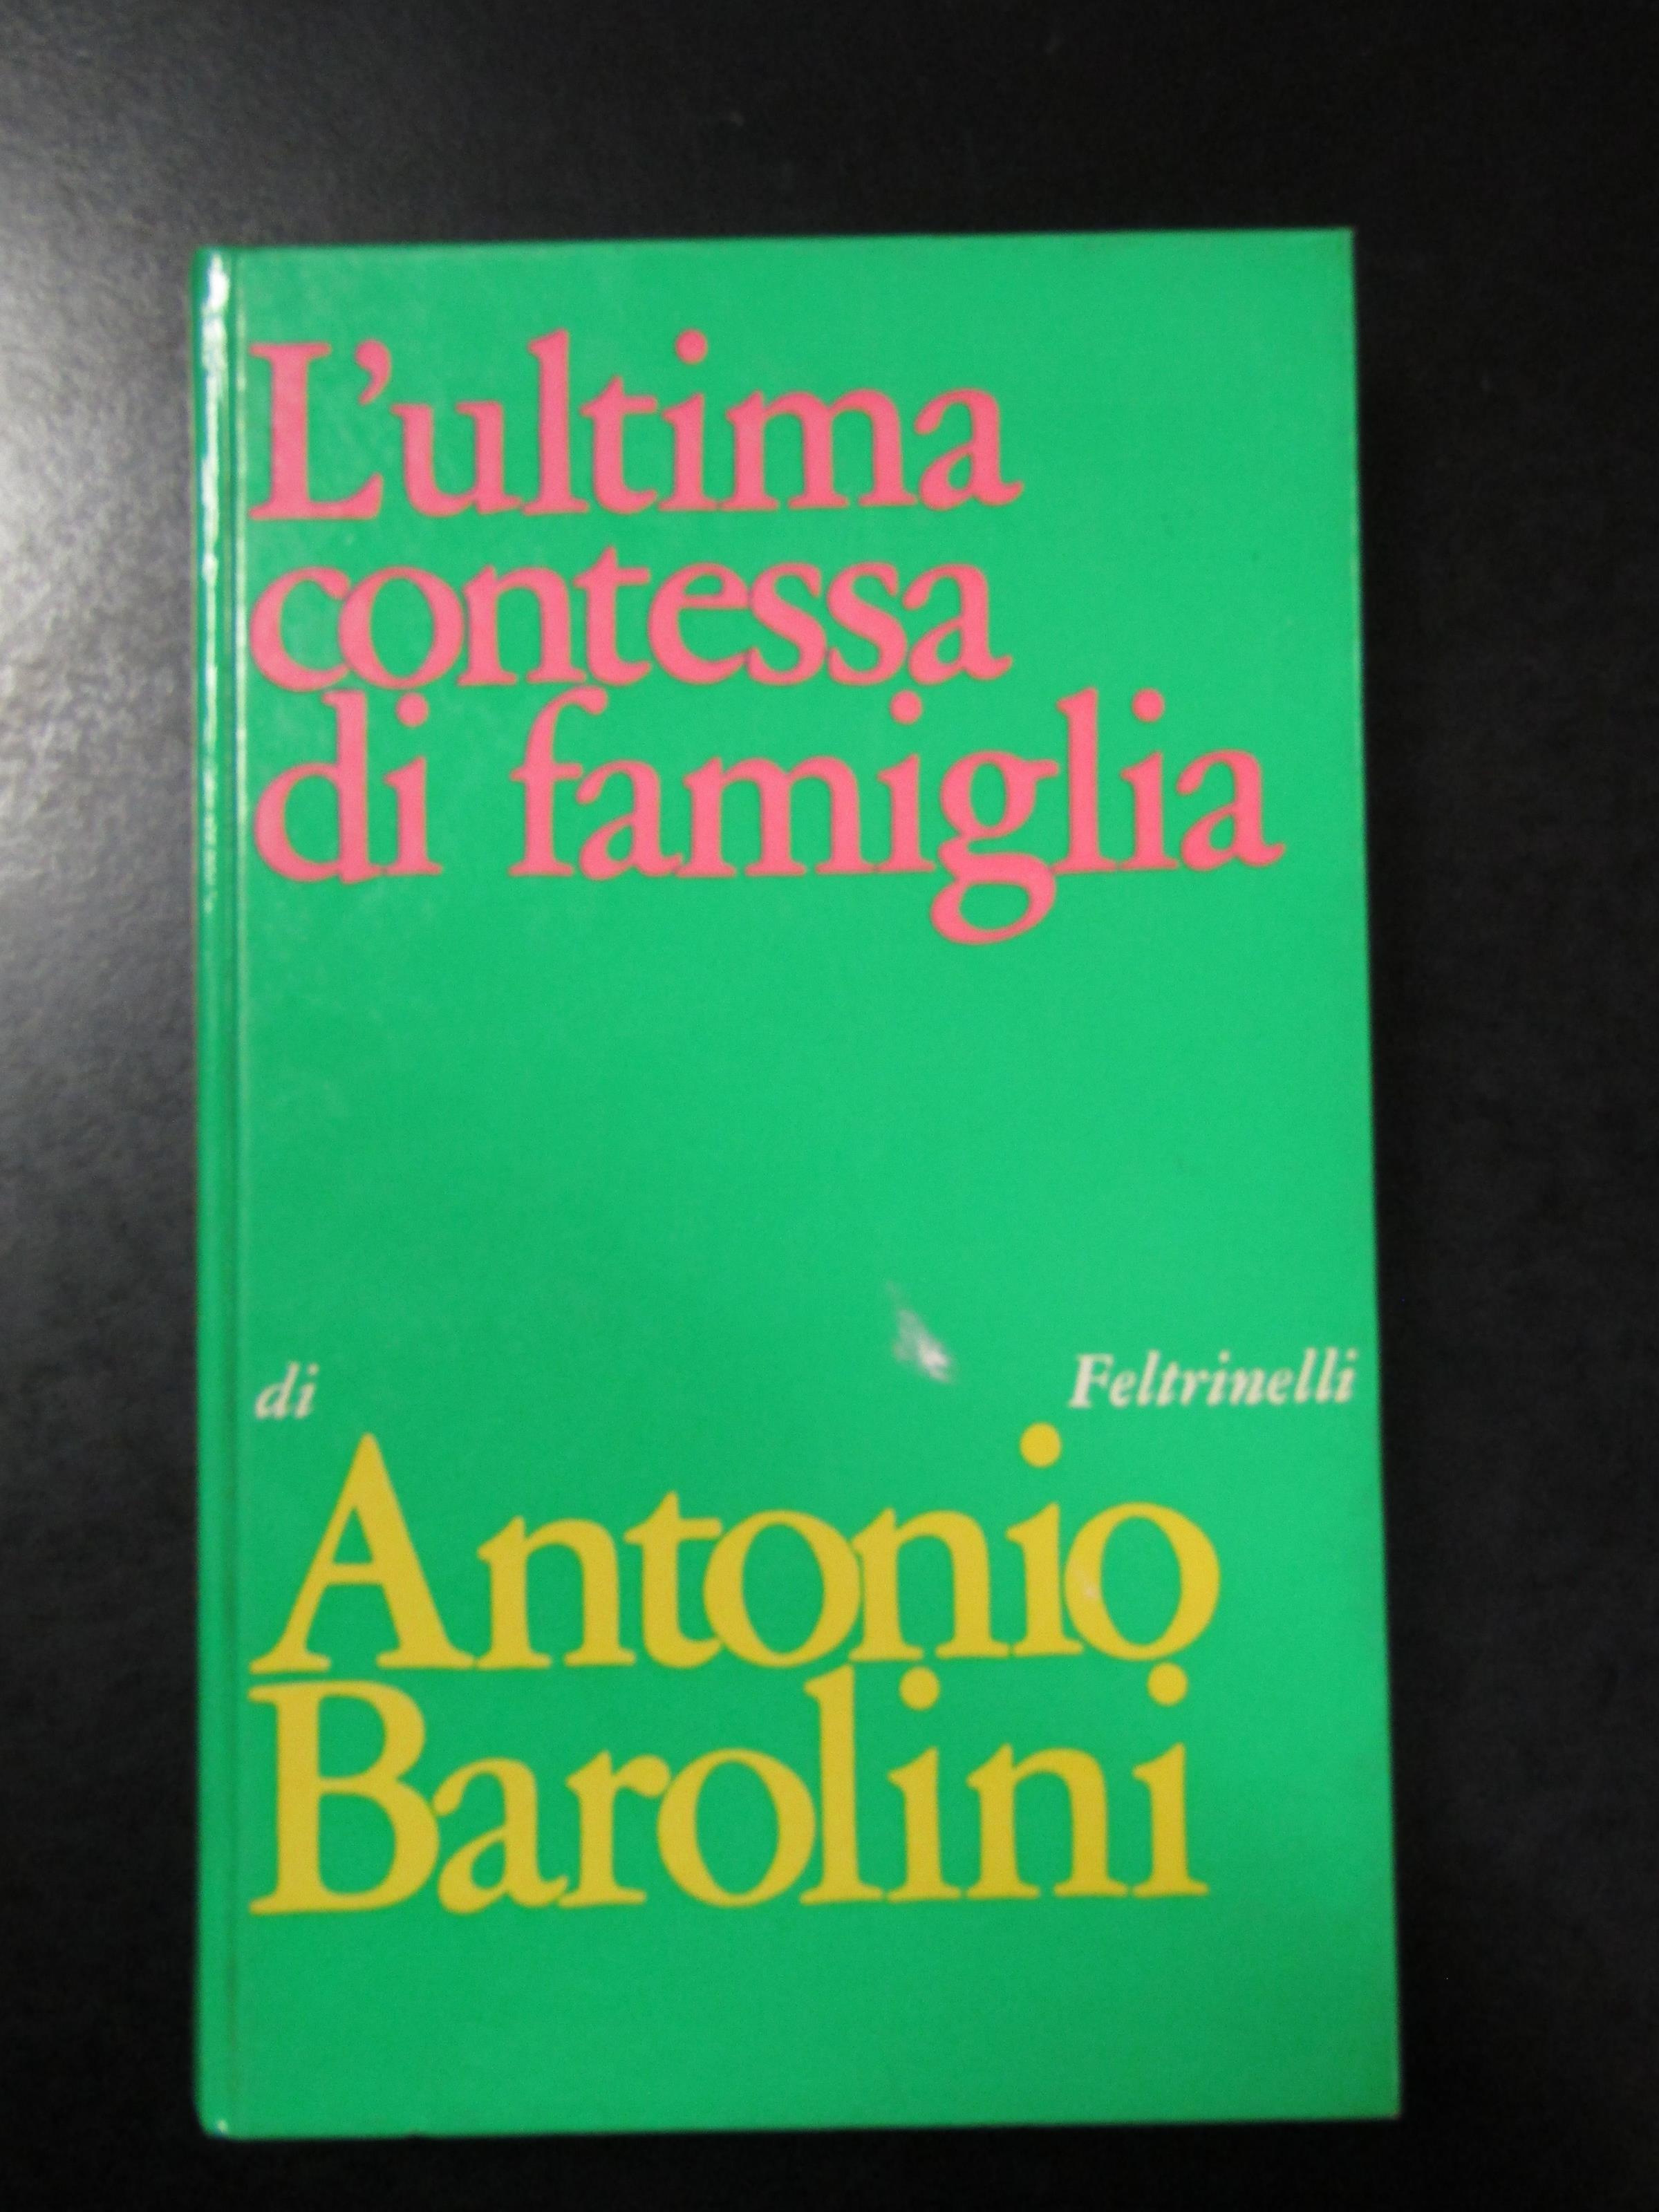 L'ultima
contessa
di famiglia
di
Feltrinelli
Antonio
Barolini